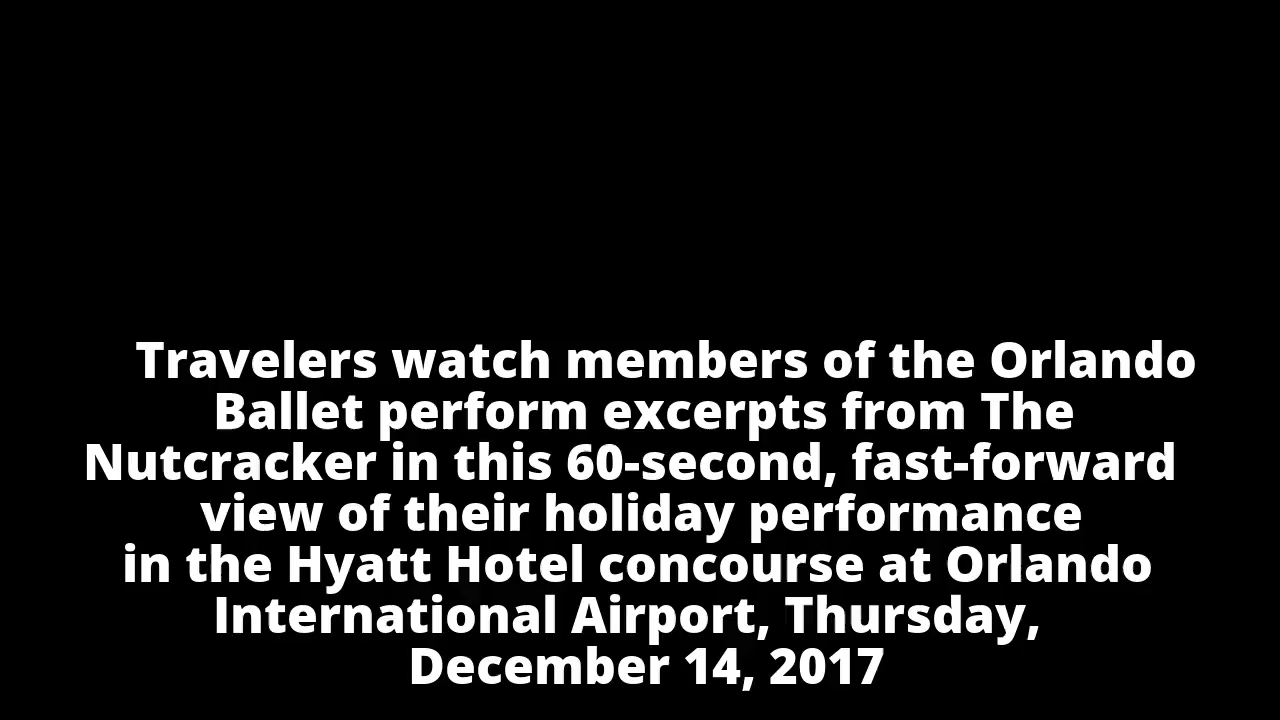 Travelers watch members of the Orlando
Ballet perform excerpts from The
Nutcracker in this 60-second, fast-forward
view of their holiday performance
in the Hyatt Hotel concourse at Orlando
International Airport, Thursday,
December 14, 2017